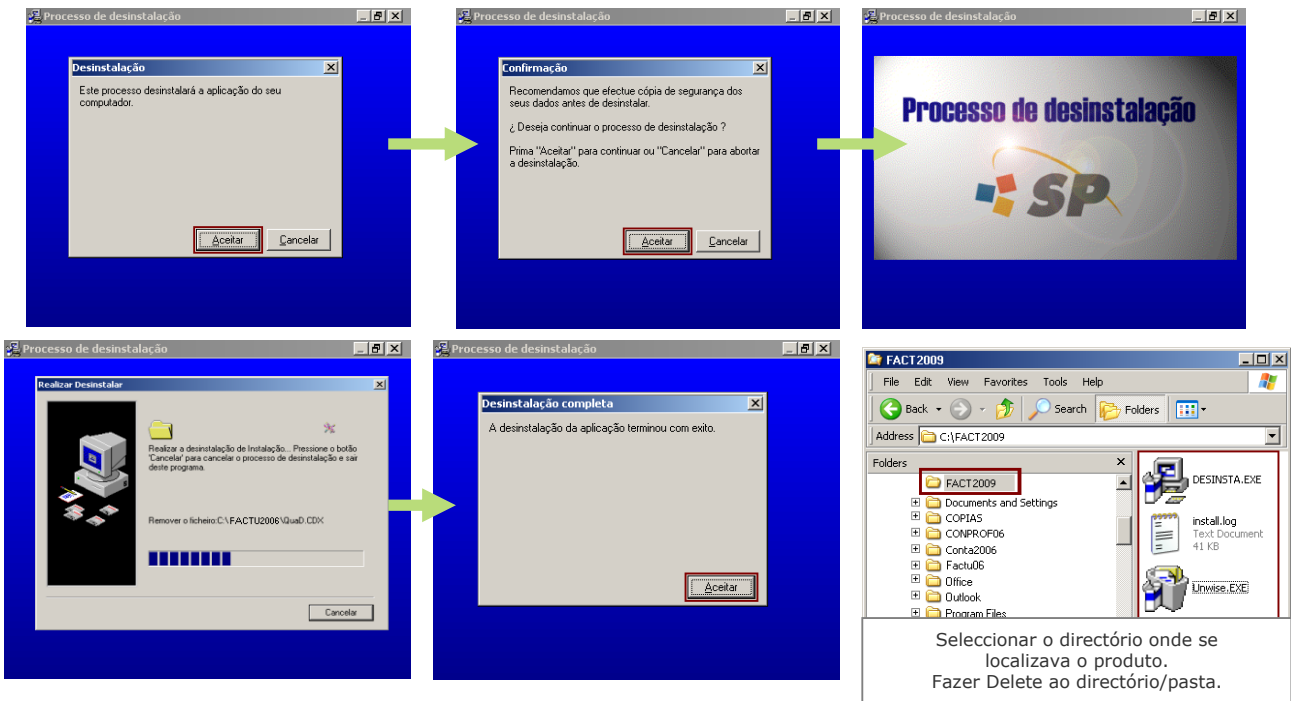 Processo de desinstalação
Desinstalação
Este processo desinstalará a aplicação do seu
computador.
Aceitar
Cancelar
Processo de desinstalação
Confirmação
Recomendamos que efectue cópia de segurança dos
seus dados antes de desinstalar.
¿ Deseja continuar o processo de desinstalação ?
Prima "Aceitar" para continuar ou "Cancelar" para abortar
a desinstalação.
Aceitar
Cancelar
Processo de desinstalação
Processo de desinstalação
SP
Processo de desinstalação
Realizar Desinstalar
Realizar a desinstalação de Instalação... Pressione o botão
'Cancelar' para cancelar o processo de desinstalação e sair
deste programa.
Remover o ficheiro:C:\FACTU2006\QuaD.CDX
Cancelar
Processo de desinstalação
Desinstalação completa
A desinstalação da aplicação terminou com exito.
Aceitar
FACT2009
File Edit View Favorites Tools Help
Back Search Folders
Address C:\FACT2009
Folders
FACT2009
Documents and Settings
COPIAS
CONPROF06
Conta2006
Factu06
Office
Outlook
Program Files
DESINSTA.EXE
install.log
Text Document
41 KB
Unwise.EXE
Seleccionar o directório onde se
localizava o produto.
Fazer Delete ao directório/pasta.